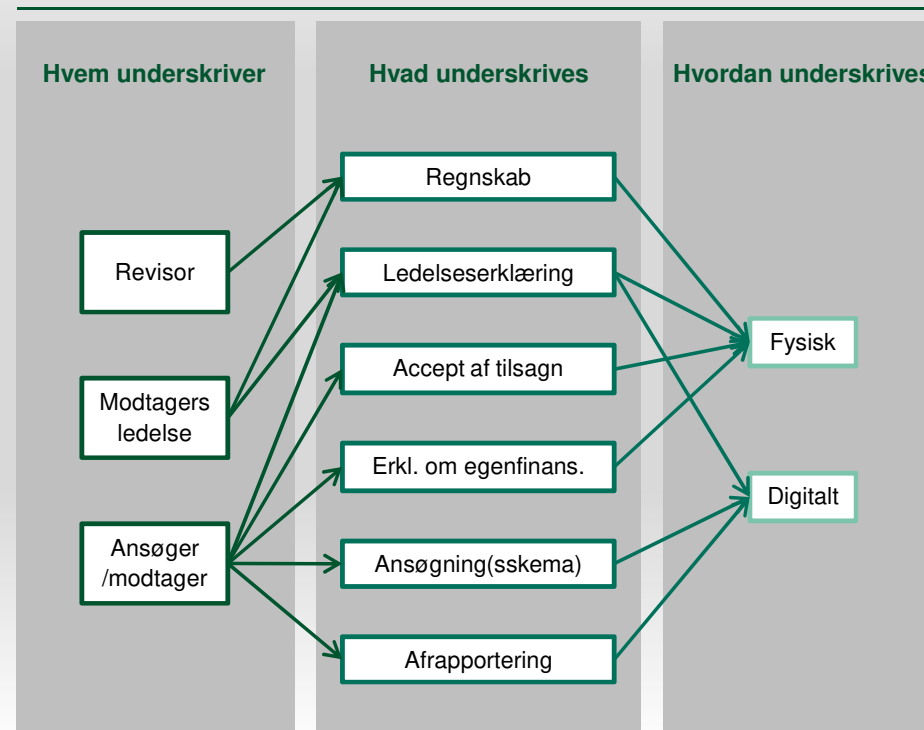 Hvem underskriver
Hvad underskrives
Hvordan underskrives
Regnskab
Revisor
Ledelseserklæring
Fysisk
Accept af tilsagn
Modtagers
ledelse
Erkl. om egenfinans.
Digitalt
Ansøger
/modtager
Ansøgning(sskema)
Afrapportering